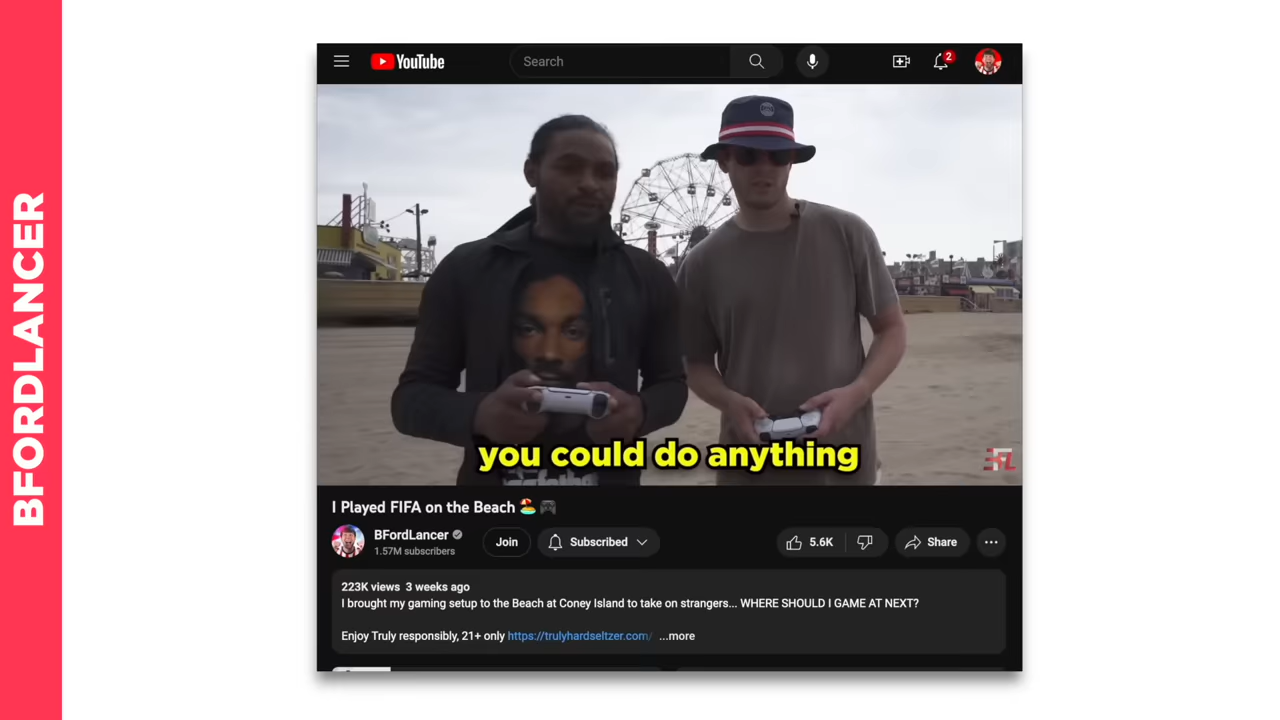 BFORDLANCER
YouTube
Search
2
you could do anything
I Played FIFA on the Beach 🏖️🎮
BFordLancer
1.57M subscribers
Join
Subscribed
5.6K
Share
223K views 3 weeks ago
I brought my gaming setup to the Beach at Coney Island to take on strangers... WHERE SHOULD I GAME AT NEXT?
Enjoy Truly responsibly, 21+ only https://trulyhardseltzer.com/ ...more